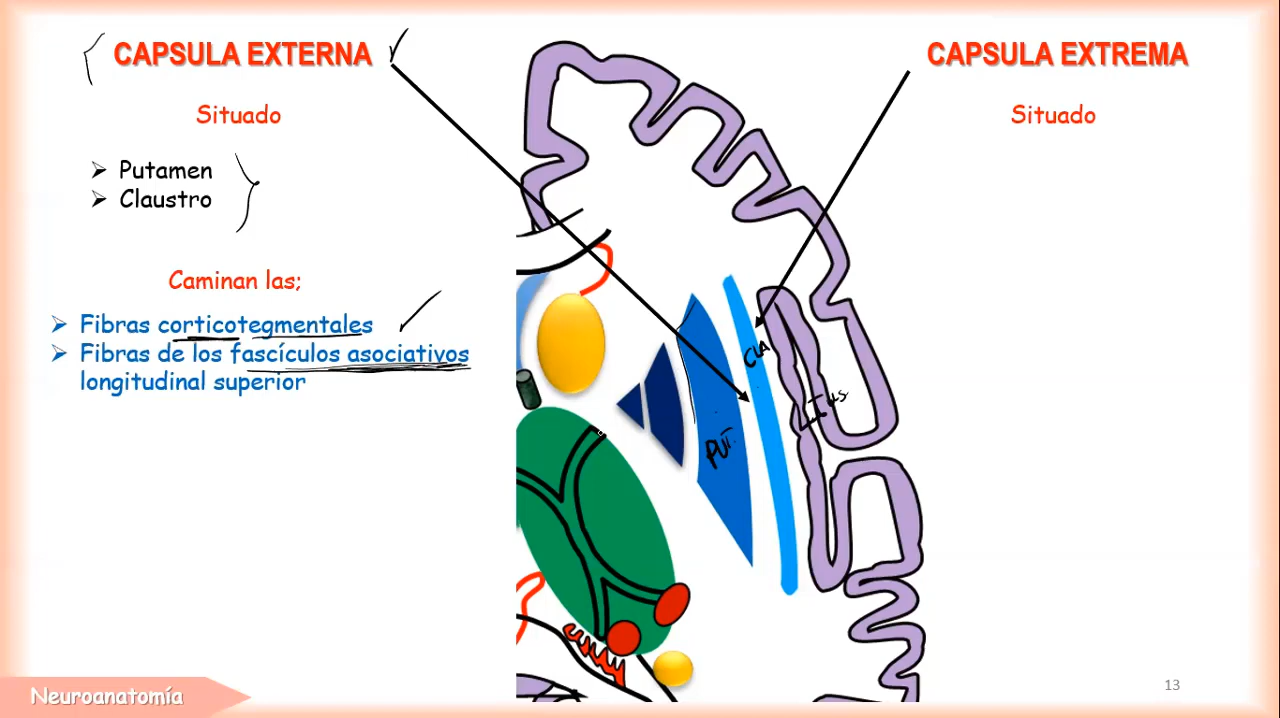 CAPSULA EXTERNA
Situado
Putamen
Claustro
Caminan las;
Fibras corticotegmentales
Fibras de los fascículos asociativos
longitudinal superior
CAPSULA EXTREMA
Situado
CLA
PUT.
Neuroanatomía
13